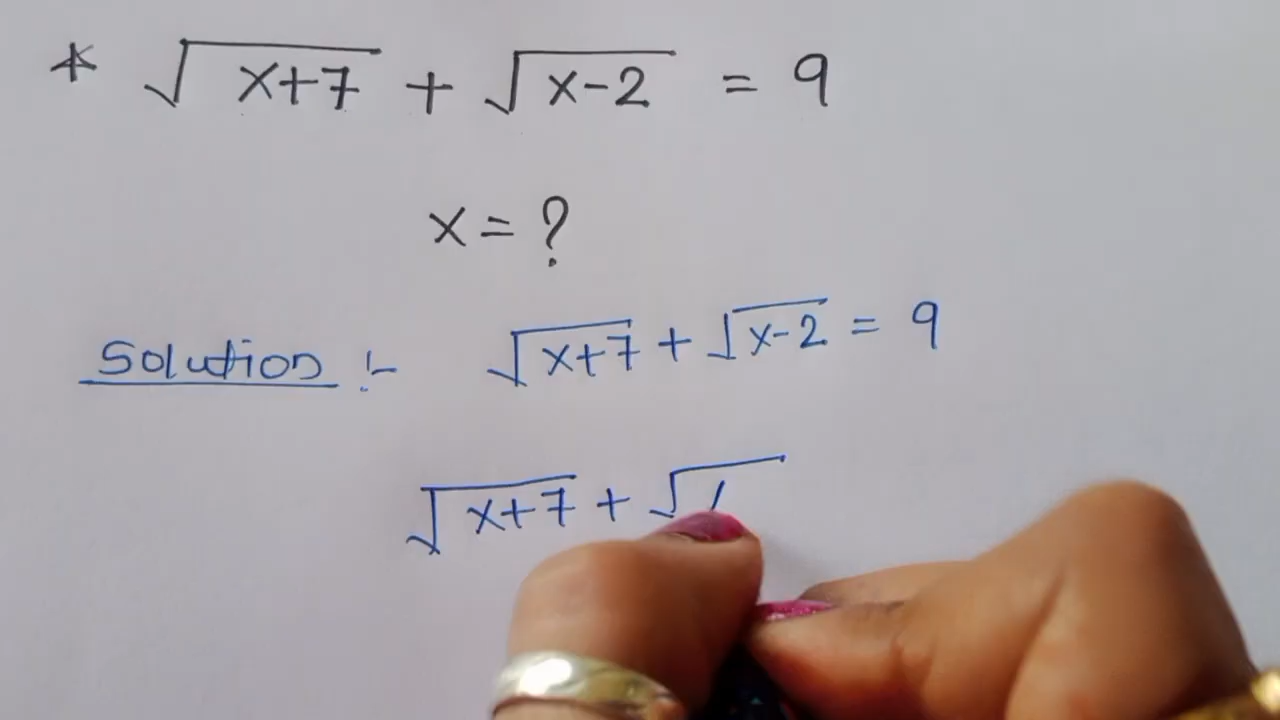 * √(x+7) + √(x-2) = 9
x = ?
Solution :- √(x+7) + √(x-2) = 9
√(x+7) + √